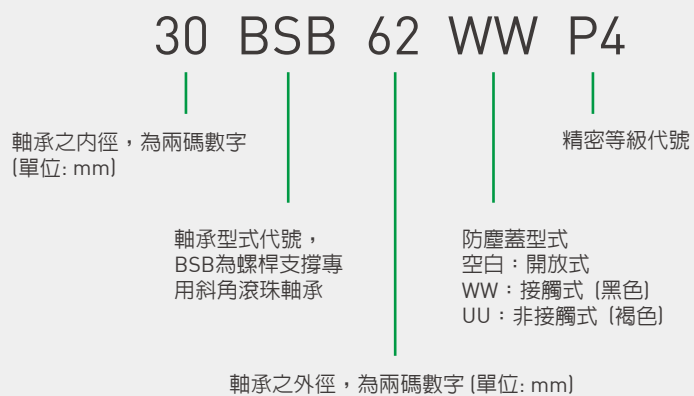 30 BSB 62 WW P4
軸承之內徑，為兩碼數字
(單位: mm)
精密等級代號
軸承型式代號，
BSB為螺桿支撐專
用斜角滾珠軸承
防塵蓋型式
空白：開放式
WW：接觸式 (黑色)
UU：非接觸式 (褐色)
軸承之外徑，為兩碼數字 (單位: mm)